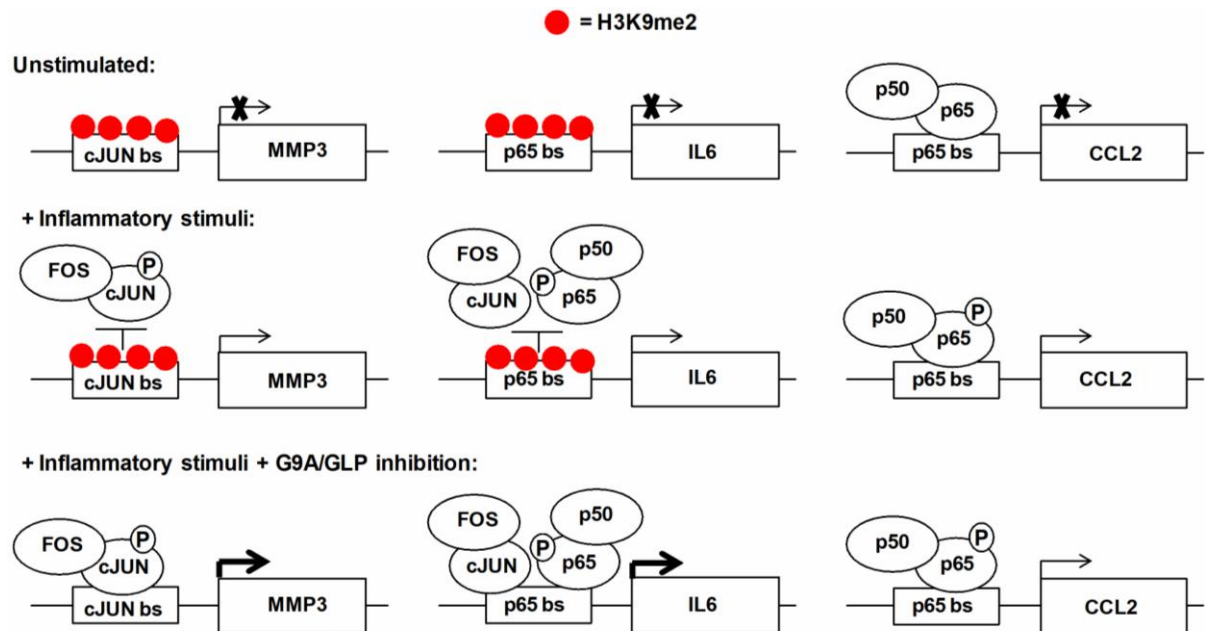 = H3K9me2
Unstimulated:
cJUN bs
MMP3
p65 bs
IL6
p50
p65
p65 bs
CCL2
+ Inflammatory stimuli:
FOS
P
cJUN
cJUN bs
MMP3
FOS
cJUN
P
p50
p65
p65 bs
IL6
p50
P
p65
p65 bs
CCL2
+ Inflammatory stimuli + G9A/GLP inhibition:
FOS
P
cJUN
cJUN bs
MMP3
FOS
cJUN
P
p50
p65
p65 bs
IL6
p50
P
p65
p65 bs
CCL2